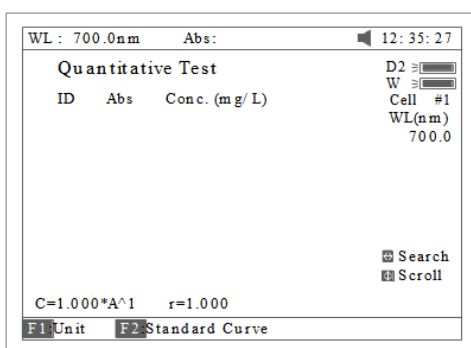 WL: 700.0nm Abs: 12:35:27
Quantitative Test
D2
W
ID Abs Conc.(mg/L)
Cell #1
WL(nm)
700.0
Search
Scroll
C=1.000*A^1 r=1.000
F1:Unit F2:Standard Curve